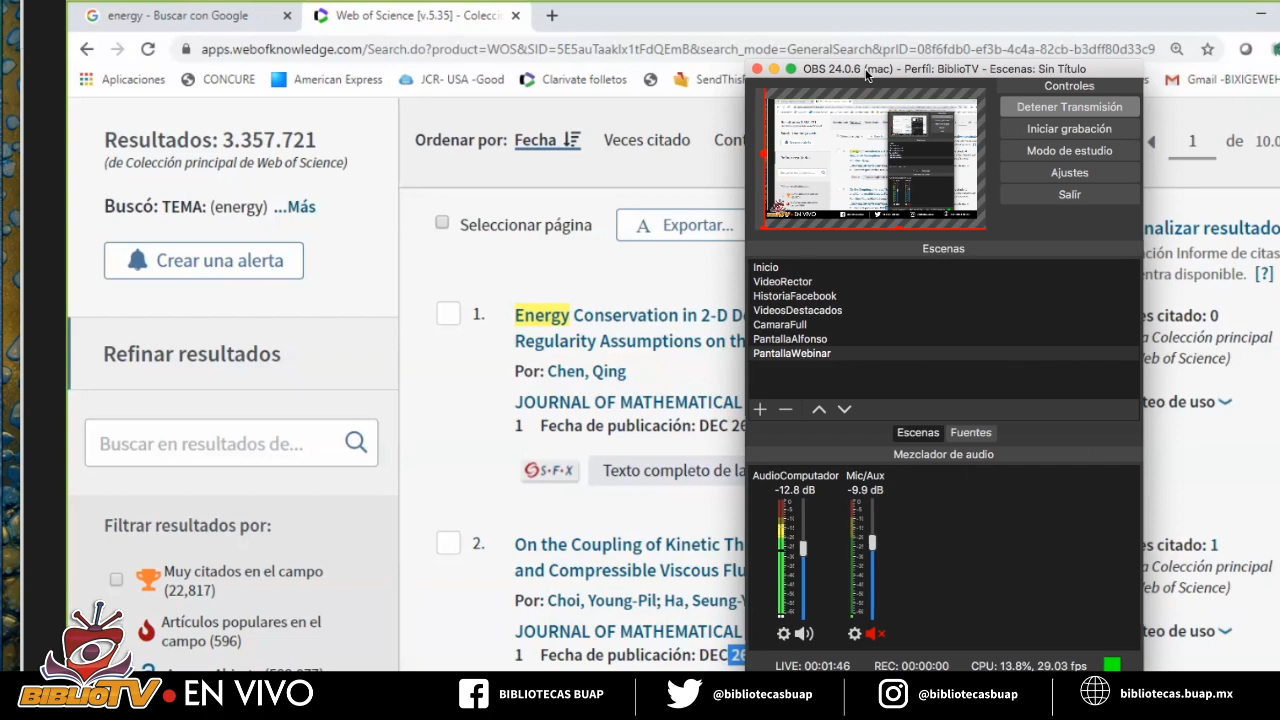 energy - Buscar con Google
Web of Science [v.5.35] - Colecci
apps.webofknowledge.com/Search.do?product=WOS&SID=5E5auTaaklx1tFdQEmB&search_mode=GeneralSearch&prID=08f6fdb0-ef3b-4c4a-82cb-b3dff80d33c9
Aplicaciones
CONCURE
American Express
JCR- USA -Good
Clarivate folletos
SendThisF
Gmail -BIXIGEWEH
OBS 24.0.6 (mac) - Perfil: BiblioTV - Escenas: Sin Título
Controles
Detener Transmisión
Iniciar grabación
Modo de estudio
Ajustes
Salir
Resultados: 3.357.721
(de Colección principal de Web of Science)
Buscó: TEMA: (energy) ...Más
Crear una alerta
Refinar resultados
Buscar en resultados de...
Filtrar resultados por:
Muy citados en el campo
(22,817)
Artículos populares en el
campo (596)
Ordenar por: Fecha
Veces citado
Cont
1
de 10.0
Seleccionar página
Exportar...
nalizar resultado
ción Informe de citas
entra disponible. [?]
1.
Energy Conservation in 2-D De
Regularity Assumptions on th
Por: Chen, Qing
JOURNAL OF MATHEMATICAL
1 Fecha de publicación: DEC 26
S·F·X
Texto completo de la
ces citado: 0
a Colección principal
eb of Science)
teo de uso
2.
On the Coupling of Kinetic Th
and Compressible Viscous Flu
Por: Choi, Young-Pil; Ha, Seung-Y
JOURNAL OF MATHEMATICAL
1 Fecha de publicación: DEC 26
ces citado: 1
a Colección principal
eb of Science)
teo de uso
Escenas
Inicio
VideoRector
HistoriaFacebook
VideosDestacados
CamaraFull
PantallaAlfonso
PantallaWebinar
Escenas
Fuentes
Mezclador de audio
AudioComputador
Mic/Aux
-12.8 dB
-9.9 dB
LIVE: 00:01:46
REC: 00:00:00
CPU: 13.8%, 29.03 fps
BIBLIOTV
EN VIVO
BIBLIOTECAS BUAP
@bibliotecasbuap
@bibliotecasbuap
bibliotecas.buap.mx